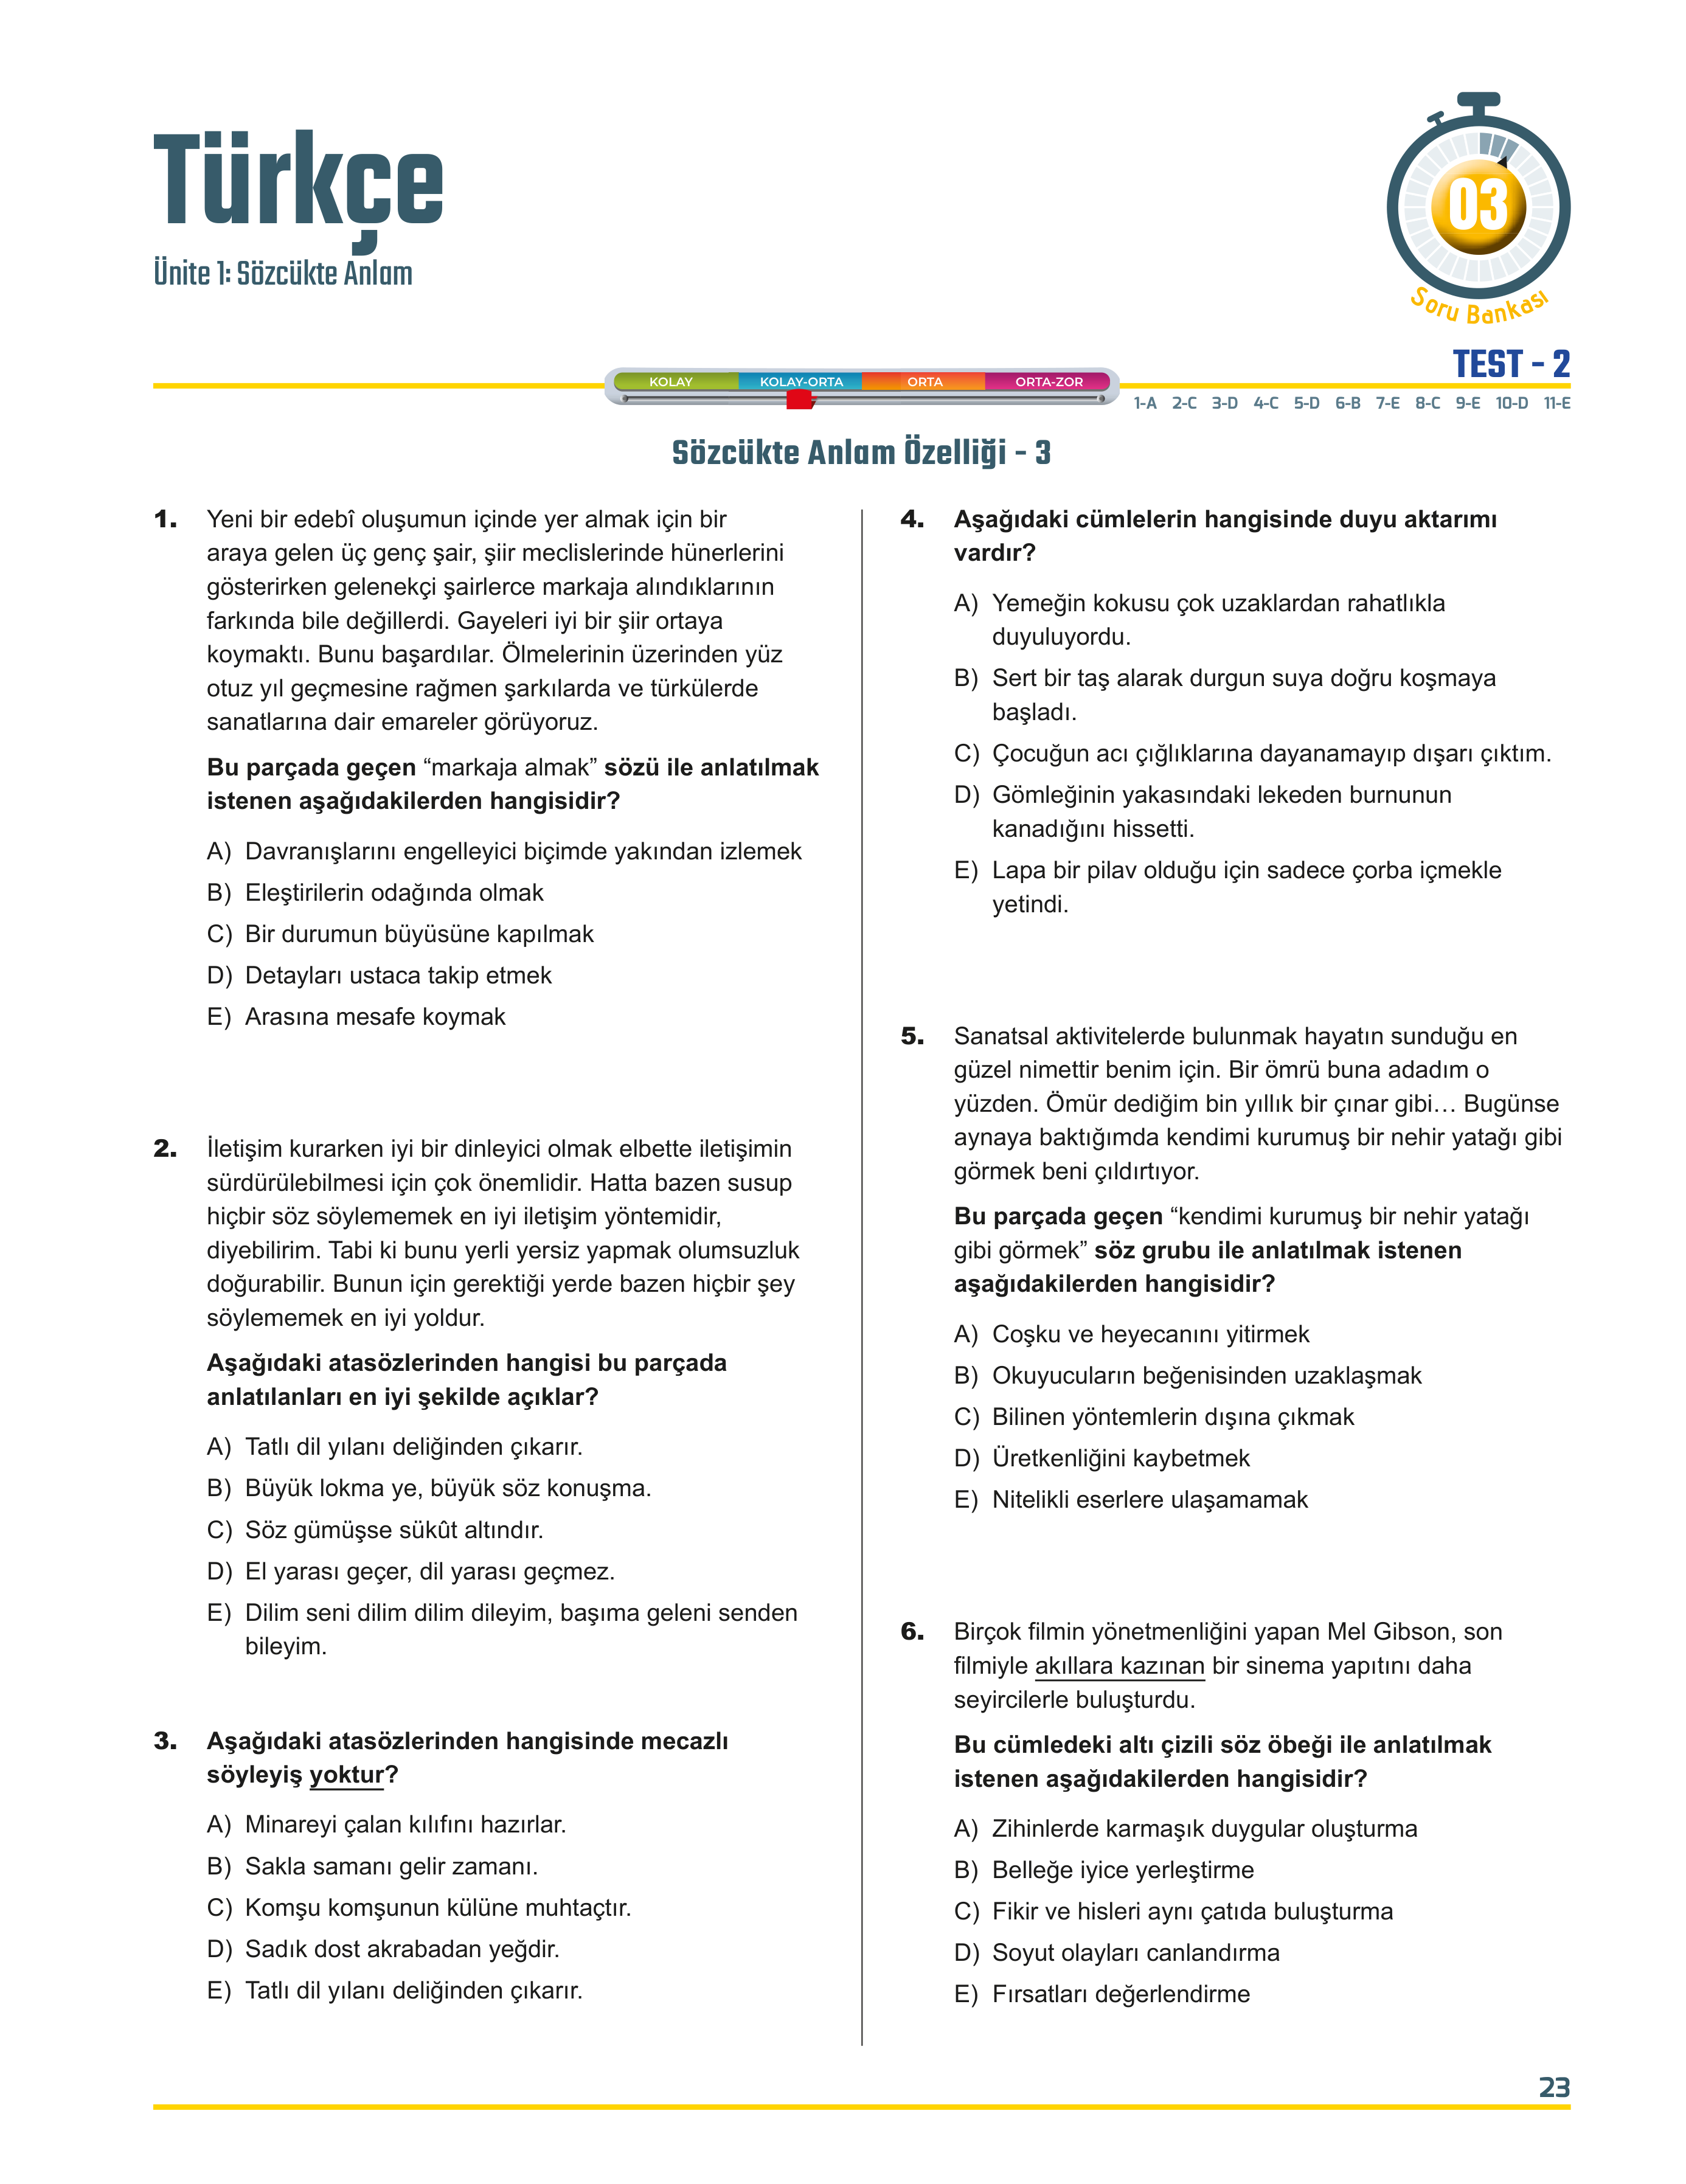 Türkçe
Ünite 1: Sözcükte Anlam
03
Soru Bankası
TEST - 2
KOLAY KOLAY-ORTA ORTA ORTA-ZOR
1-A 2-C 3-D 4-C 5-D 6-B 7-E 8-C 9-E 10-D 11-E
Sözcükte Anlam Özelliği - 3
1. Yeni bir edebî oluşumun içinde yer almak için bir
araya gelen üç genç şair, şiir meclislerinde hünerlerini
gösterirken gelenekçi şairlerce markaja alındıklarının
farkında bile değillerdi. Gayeleri iyi bir şiir ortaya
koymaktı. Bunu başardılar. Ölmelerinin üzerinden yüz
otuz yıl geçmesine rağmen şarkılarda ve türkülerde
sanatlarına dair emareler görüyoruz.
Bu parçada geçen “markaja almak” sözü ile anlatılmak
istenen aşağıdakilerden hangisidir?
A) Davranışlarını engelleyici biçimde yakından izlemek
B) Eleştirilerin odağında olmak
C) Bir durumun büyüsüne kapılmak
D) Detayları ustaca takip etmek
E) Arasına mesafe koymak
2. İletişim kurarken iyi bir dinleyici olmak elbette iletişimin
sürdürülebilmesi için çok önemlidir. Hatta bazen susup
hiçbir söz söylememek en iyi iletişim yöntemidir,
diyebilirim. Tabi ki bunu yerli yersiz yapmak olumsuzluk
doğurabilir. Bunun için gerektiği yerde bazen hiçbir şey
söylememek en iyi yoldur.
Aşağıdaki atasözlerinden hangisi bu parçada
anlatılanları en iyi şekilde açıklar?
A) Tatlı dil yılanı deliğinden çıkarır.
B) Büyük lokma ye, büyük söz konuşma.
C) Söz gümüşse sükût altındır.
D) El yarası geçer, dil yarası geçmez.
E) Dilim seni dilim dilim dileyim, başıma geleni senden
bileyim.
3. Aşağıdaki atasözlerinden hangisinde mecazlı
söyleyiş yoktur?
A) Minareyi çalan kılıfını hazırlar.
B) Sakla samanı gelir zamanı.
C) Komşu komşunun külüne muhtaçtır.
D) Sadık dost akrabadan yeğdir.
E) Tatlı dil yılanı deliğinden çıkarır.
4. Aşağıdaki cümlelerin hangisinde duyu aktarımı
vardır?
A) Yemeğin kokusu çok uzaklardan rahatlıkla
duyuluyordu.
B) Sert bir taş alarak durgun suya doğru koşmaya
başladı.
C) Çocuğun acı çığlıklarına dayanamayıp dışarı çıktım.
D) Gömleğinin yakasındaki lekeden burnunun
kanadığını hissetti.
E) Lapa bir pilav olduğu için sadece çorba içmekle
yetindi.
5. Sanatsal aktivitelerde bulunmak hayatın sunduğu en
güzel nimettir benim için. Bir ömrü buna adadım o
yüzden. Ömür dediğim bin yıllık bir çınar gibi… Bugünse
aynaya baktığımda kendimi kurumuş bir nehir yatağı gibi
görmek beni çıldırtıyor.
Bu parçada geçen “kendimi kurumuş bir nehir yatağı
gibi görmek” söz grubu ile anlatılmak istenen
aşağıdakilerden hangisidir?
A) Coşku ve heyecanını yitirmek
B) Okuyucuların beğenisinden uzaklaşmak
C) Bilinen yöntemlerin dışına çıkmak
D) Üretkenliğini kaybetmek
E) Nitelikli eserlere ulaşamamak
6. Birçok filmin yönetmenliğini yapan Mel Gibson, son
filmiyle akıllara kazınan bir sinema yapıtını daha
seyircilerle buluşturdu.
Bu cümledeki altı çizili söz öbeği ile anlatılmak
istenen aşağıdakilerden hangisidir?
A) Zihinlerde karmaşık duygular oluşturma
B) Belleğe iyice yerleştirme
C) Fikir ve hisleri aynı çatıda buluşturma
D) Soyut olayları canlandırma
E) Fırsatları değerlendirme
23